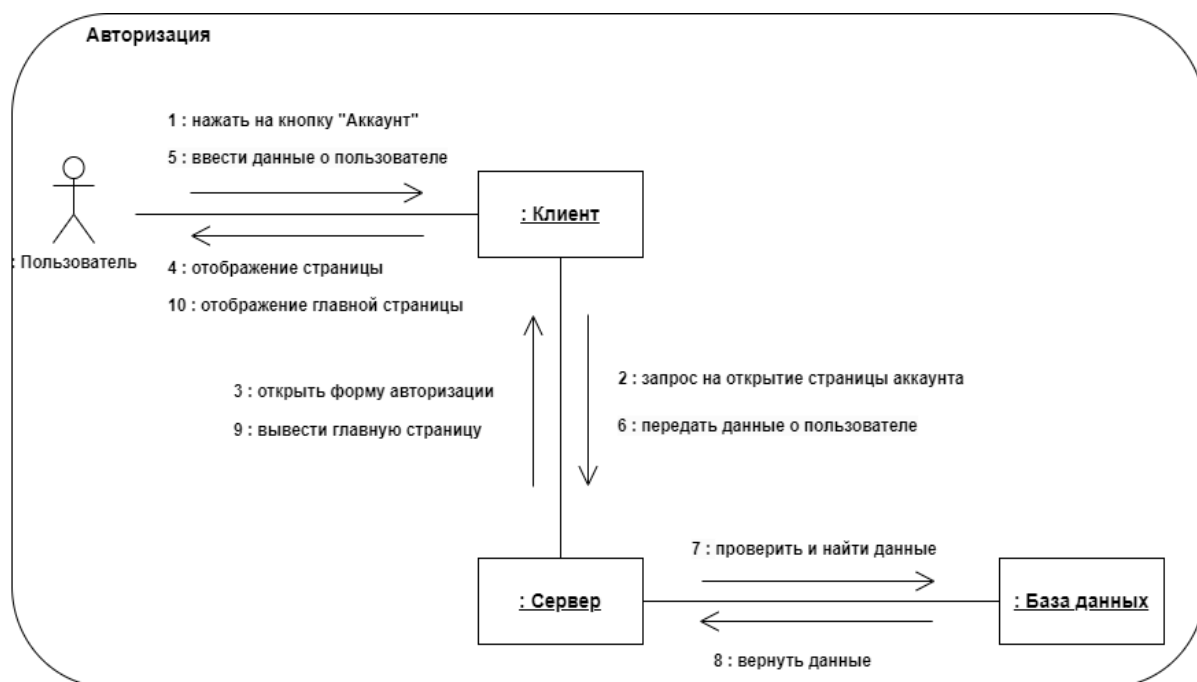 Авторизация
1 : нажать на кнопку "Аккаунт"
5 : ввести данные о пользователе
: Клиент
: Пользователь
4 : отображение страницы
10 : отображение главной страницы
3 : открыть форму авторизации
2 : запрос на открытие страницы аккаунта
9 : вывести главную страницу
6 : передать данные о пользователе
7 : проверить и найти данные
: Сервер
: База данных
8 : вернуть данные